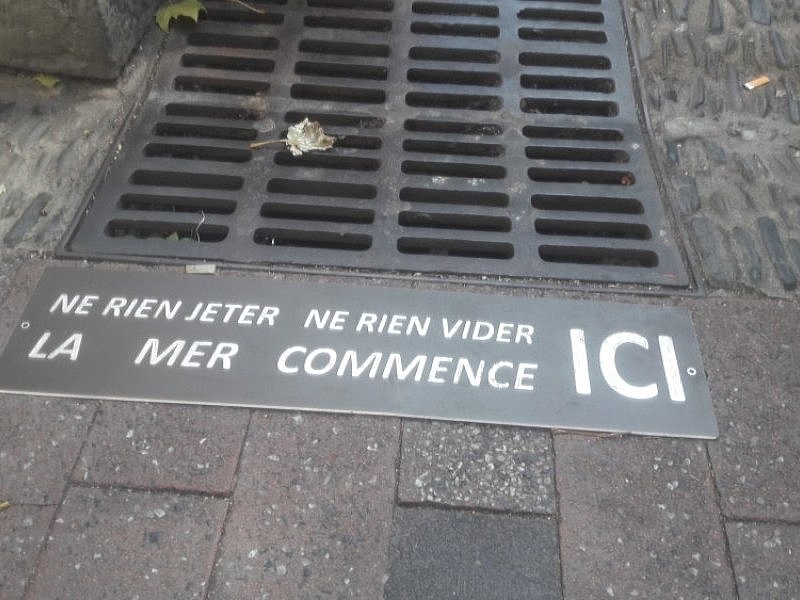 NE RIEN JETER NE RIEN VIDER
LA MER COMMENCE ICI